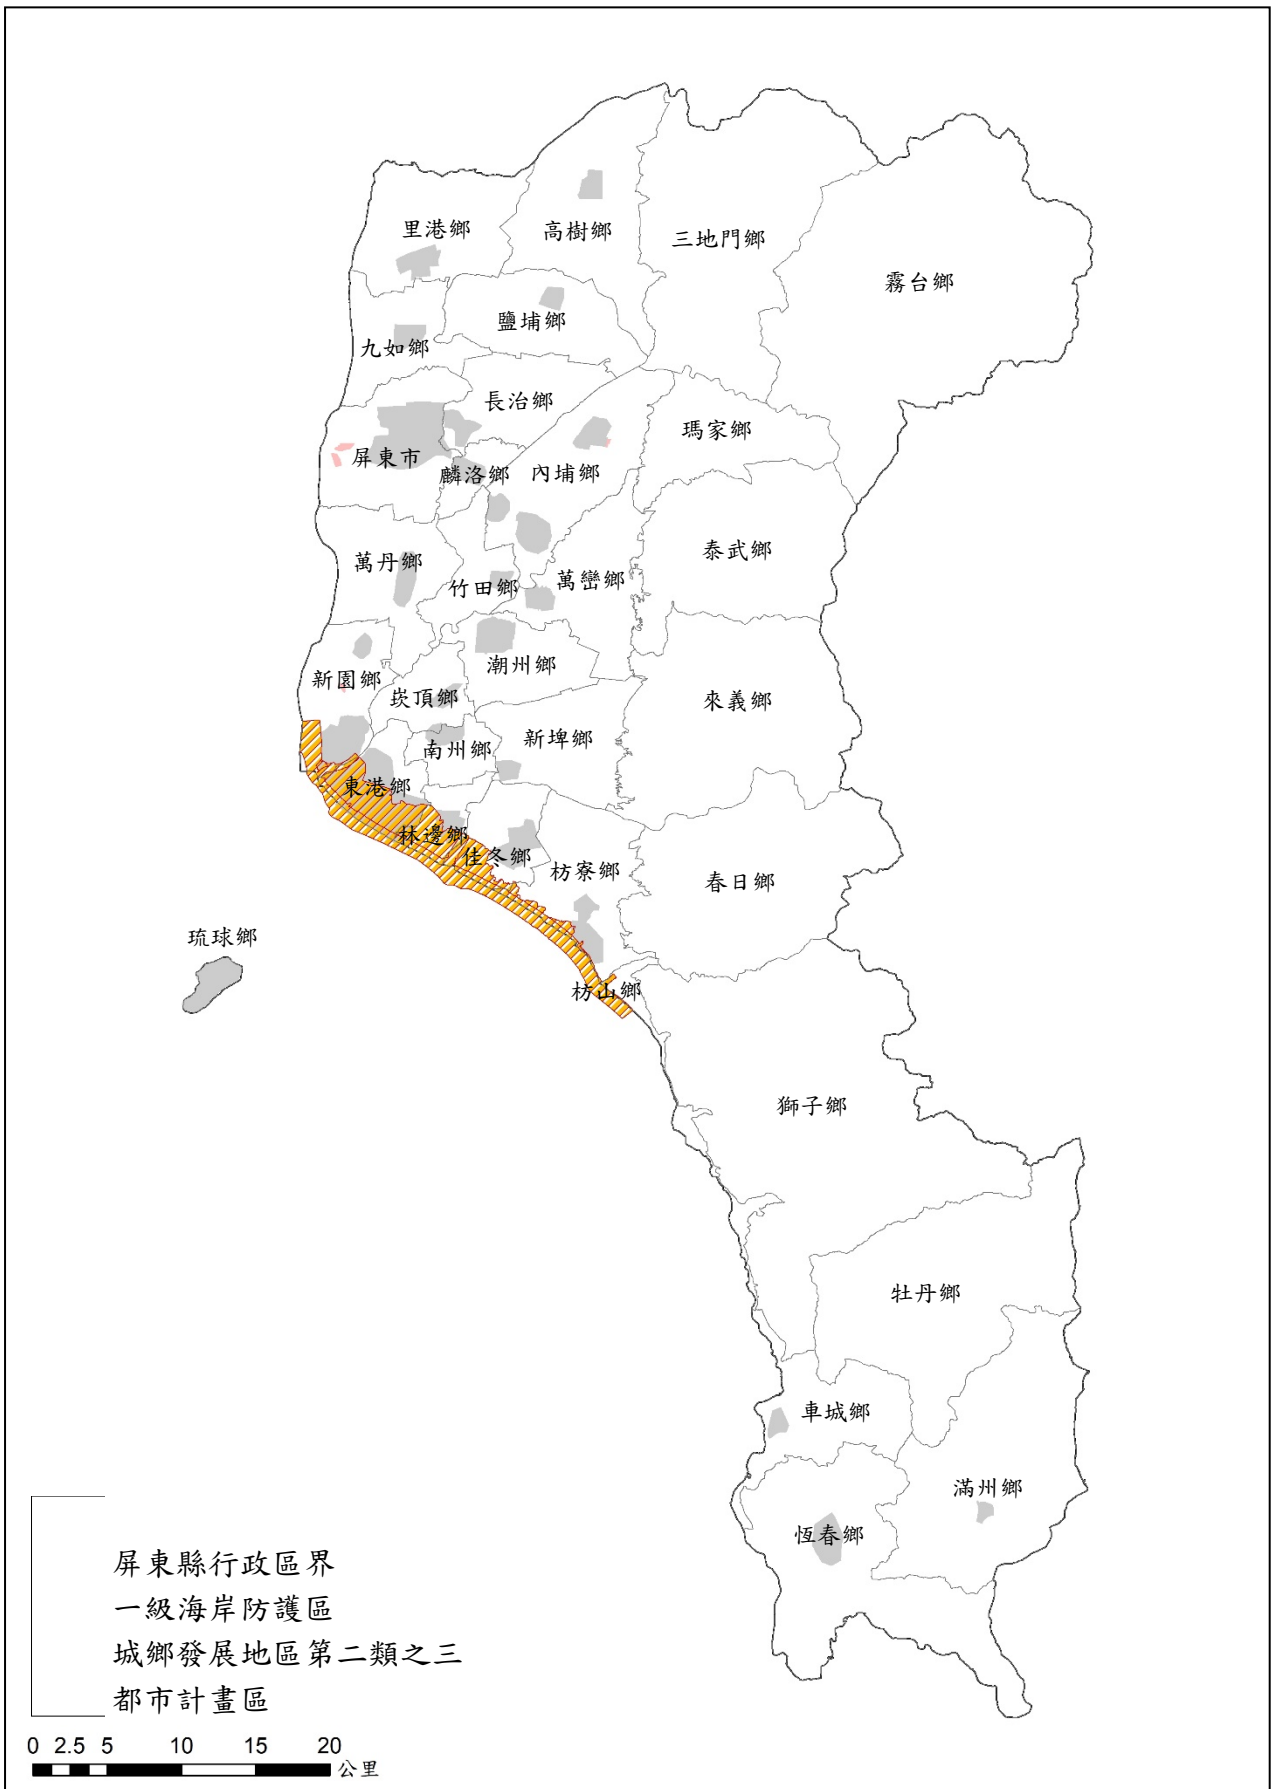 里港鄉
高樹鄉
三地門鄉
霧台鄉
鹽埔鄉
九如鄉
長治鄉
瑪家鄉
屏東市
麟洛鄉
內埔鄉
泰武鄉
萬丹鄉
竹田鄉
萬巒鄉
潮州鄉
新園鄉
崁頂鄉
來義鄉
南州鄉
新埤鄉
東港鄉
林邊鄉
佳冬鄉
枋寮鄉
春日鄉
琉球鄉
枋山鄉
獅子鄉
牡丹鄉
車城鄉
滿州鄉
恆春鄉
屏東縣行政區界
一級海岸防護區
城鄉發展地區第二類之三
都市計畫區
0 2.5 5 10 15 20
公里